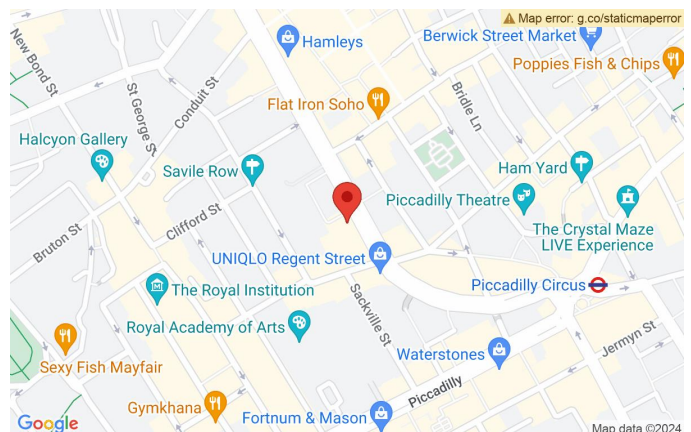 Map error: g.co/staticmaperror
Hamleys
Berwick Street Market
New Bond St
St George St
Conduit St
Poppies Fish & Chips
Flat Iron Soho
Bridle Ln
Halcyon Gallery
Savile Row
Ham Yard
Clifford St
Piccadilly Theatre
Bruton St
The Crystal Maze
LIVE Experience
UNIQLO Regent Street
The Royal Institution
Piccadilly Circus
Sackville St
Royal Academy of Arts
Jermyn St
Waterstones
Sexy Fish Mayfair
Piccadilly
Gymkhana
Fortnum & Mason
Google
Map data ©2024